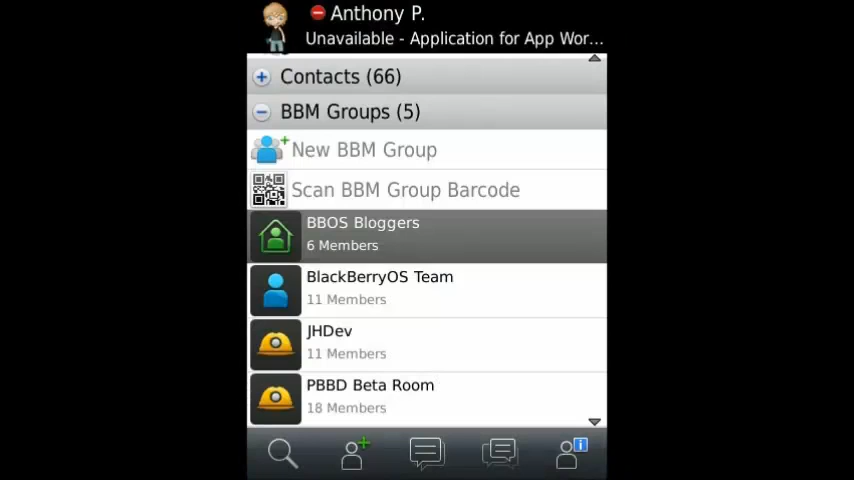 Anthony P.
Unavailable - Application for App Wor...
Contacts (66)
BBM Groups (5)
New BBM Group
Scan BBM Group Barcode
BBOS Bloggers
6 Members
BlackBerryOS Team
11 Members
JHDev
11 Members
PBBD Beta Room
18 Members